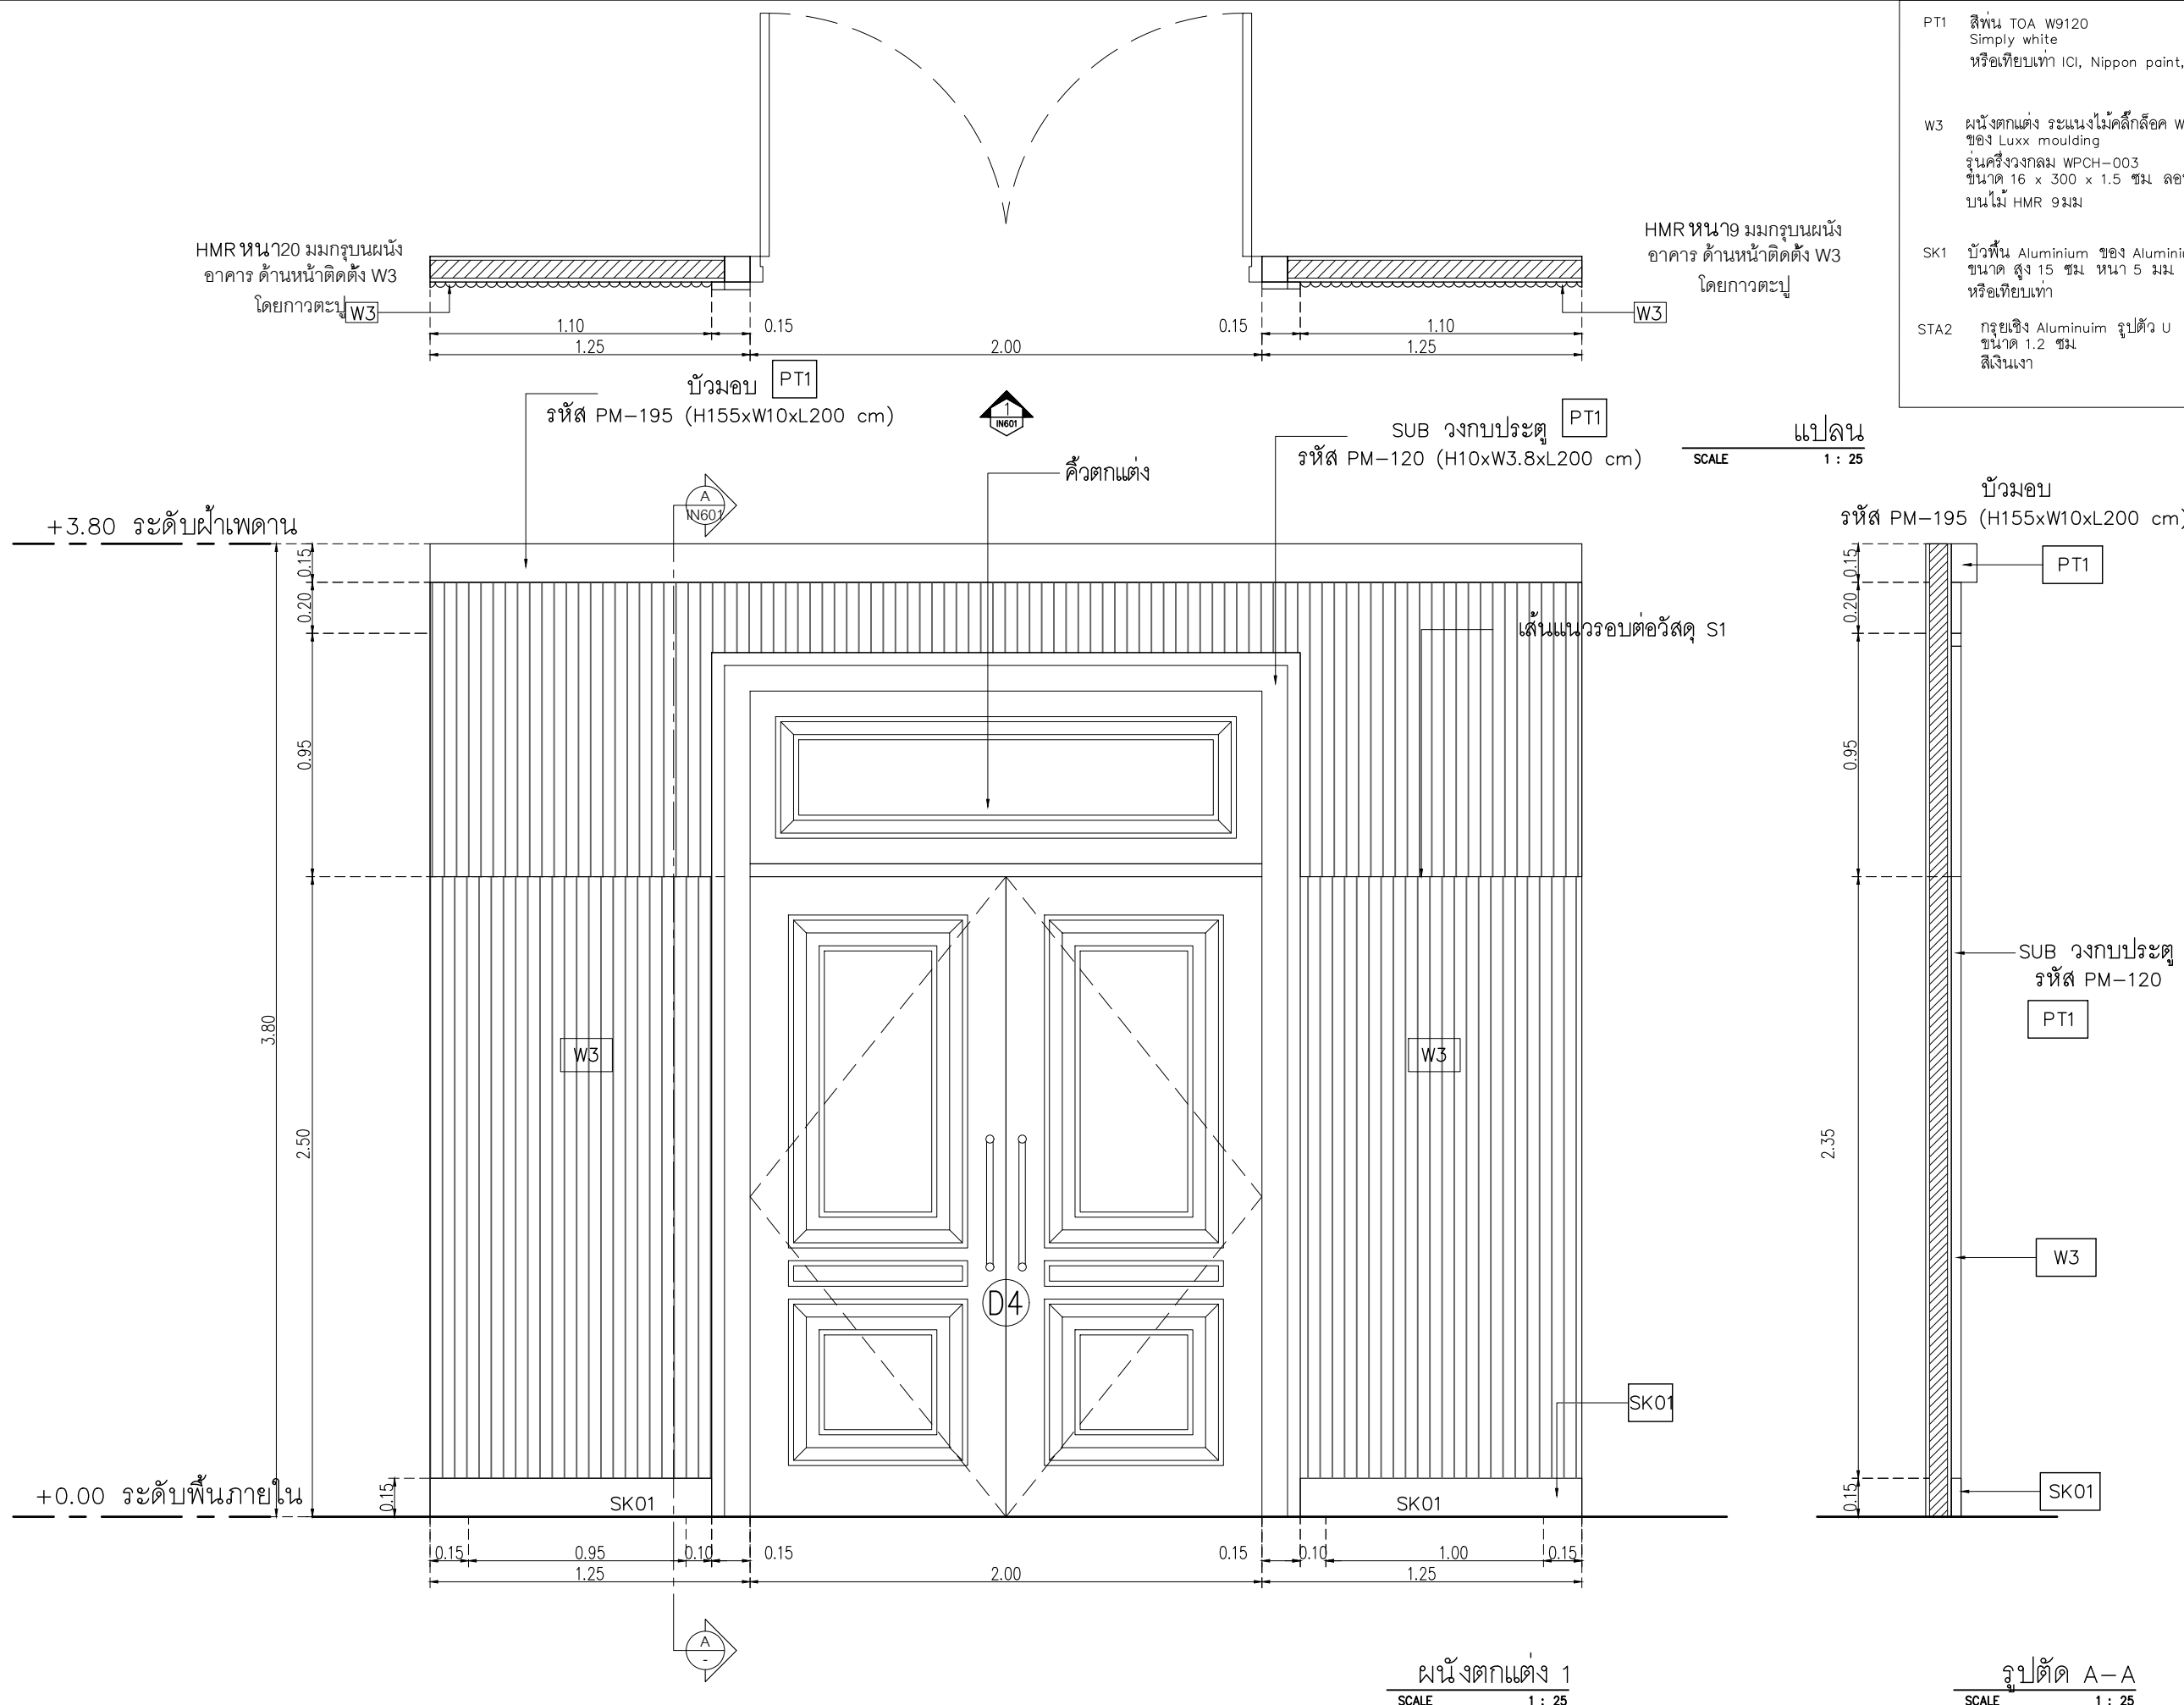 PT1 สีพ่น TOA W9120
Simply white
หรือเทียบเท่า ICI, Nippon paint,
W3 ผนังตกแต่ง ระแนงไม้คลิ๊กล็อค
ของ Luxx moulding
รุ่นครึ่งวงกลม WPCH-003
ขนาด 16 x 300 x 1.5 ซม.
บนไม้ HMR 9มม
SK1 บัวพื้น Aluminium ของ
ขนาด สูง 15 ซม. หนา 5 มม.
หรือเทียบเท่า
STA2 กรุยเชิง Aluminuim รูปตัว U
ขนาด 1.2 ซม.
สีเงินเงา
HMRหนา20 มมกรุบนผนัง
อาคาร ด้านหน้าติดตั้ง W3
โดยกาวตะปู
W3
HMRหนา9 มมกรุบนผนัง
อาคาร ด้านหน้าติดตั้ง W3
โดยกาวตะปู
W3
1.10 0.15 0.15 1.10
1.25 2.00 1.25
บัวมอบ PT1
รหัส PM-195 (H155xW10xL200 cm)
1
IN601
SUB วงกบประตู PT1
รหัส PM-120 (H10xW3.8xL200 cm)
แปลน
SCALE 1 : 25
คิ้วตกแต่ง
A
IN601
+3.80 ระดับฝ้าเพดาน
0.15
0.20
0.95
3.80
2.50
0.15
เส้นแนวรอบต่อวัสดุ S1
W3
W3
D4
SK01
SK01
SK01
+0.00 ระดับพื้นภายใน
0.15 0.95 0.10 0.15 0.15 0.10 1.00 0.15
1.25 2.00 1.25
A
-
ผนังตกแต่ง 1
SCALE 1 : 25
บัวมอบ
รหัส PM-195 (H155xW10xL200 cm)
PT1
0.15
0.20
0.95
2.35
0.15
SUB วงกบประตู
รหัส PM-120
PT1
W3
SK01
รูปตัด A-A
SCALE 1 : 25